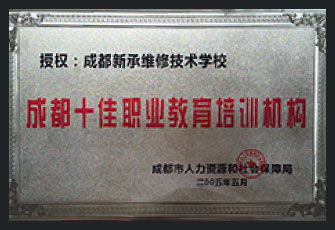 授权：成都新承维修技术学校
成都十佳职业教育培训机构
成都市人力资源和社会保障局
二00五年五月